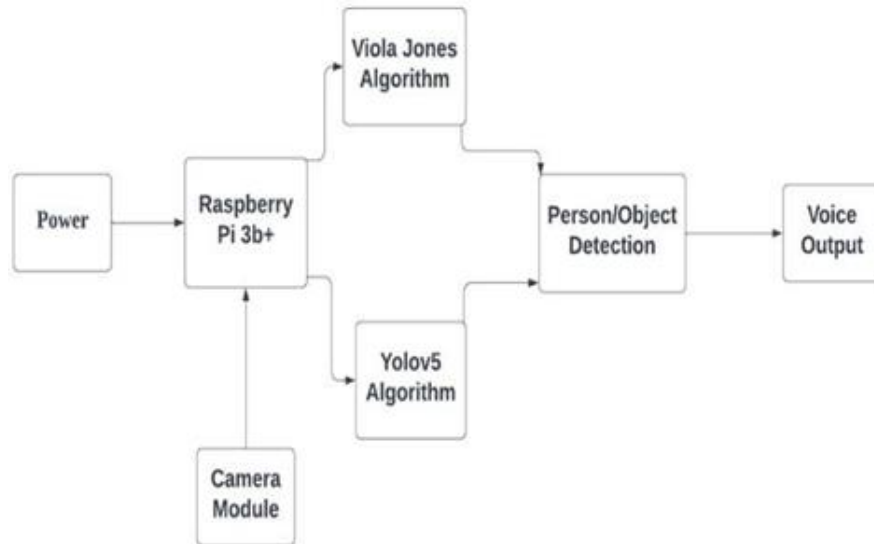 Viola Jones
Algorithm
Power
Raspberry
Pi 3b+
Person/Object
Detection
Voice
Output
Yolov5
Algorithm
Camera
Module